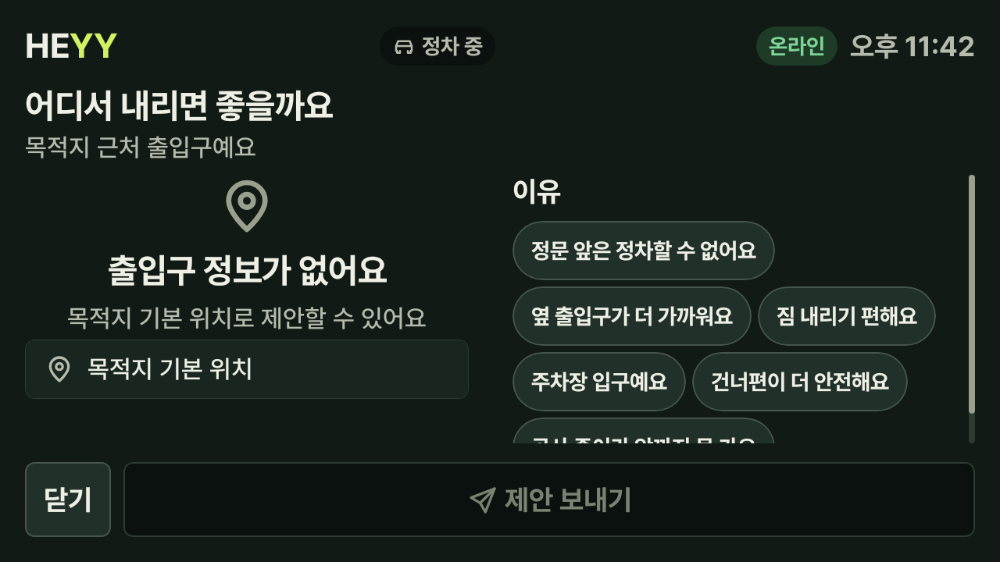 HEYY
정차 중
온라인
오후 11:42
어디서 내리면 좋을까요
목적지 근처 출입구예요
출입구 정보가 없어요
목적지 기본 위치로 제안할 수 있어요
목적지 기본 위치
이유
정문 앞은 정차할 수 없어요
옆 출입구가 더 가까워요
짐 내리기 편해요
주차장 입구예요
건너편이 더 안전해요
닫기
제안 보내기